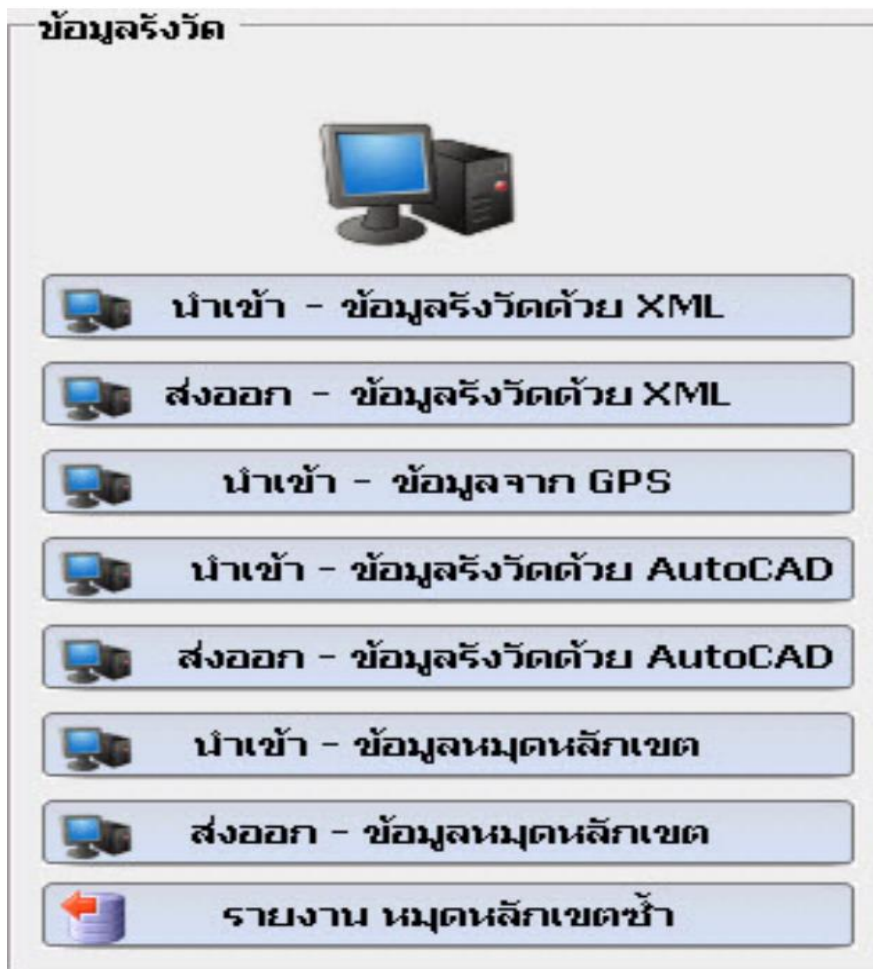 ข้อมูลรังวัด
นำเข้า - ข้อมูลรังวัดด้วย XML
ส่งออก - ข้อมูลรังวัดด้วย XML
นำเข้า - ข้อมูลจาก GPS
นำเข้า - ข้อมูลรังวัดด้วย AutoCAD
ส่งออก - ข้อมูลรังวัดด้วย AutoCAD
นำเข้า - ข้อมูลหมุดหลักเขต
ส่งออก - ข้อมูลหมุดหลักเขต
รายงาน หมุดหลักเขตซ้ำ